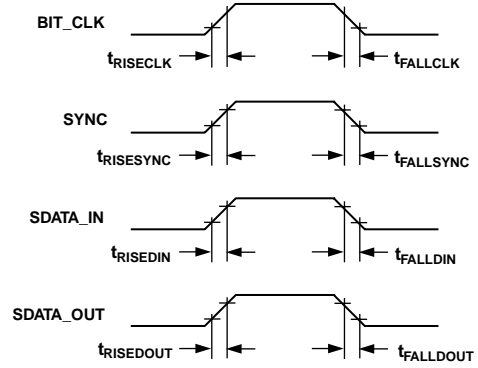 BIT_CLK
tRISECLK
tFALLCLK
SYNC
tRISESYNC
tFALLSYNC
SDATA_IN
tRISEDIN
tFALLDIN
SDATA_OUT
tRISEDOUT
tFALLDOUT